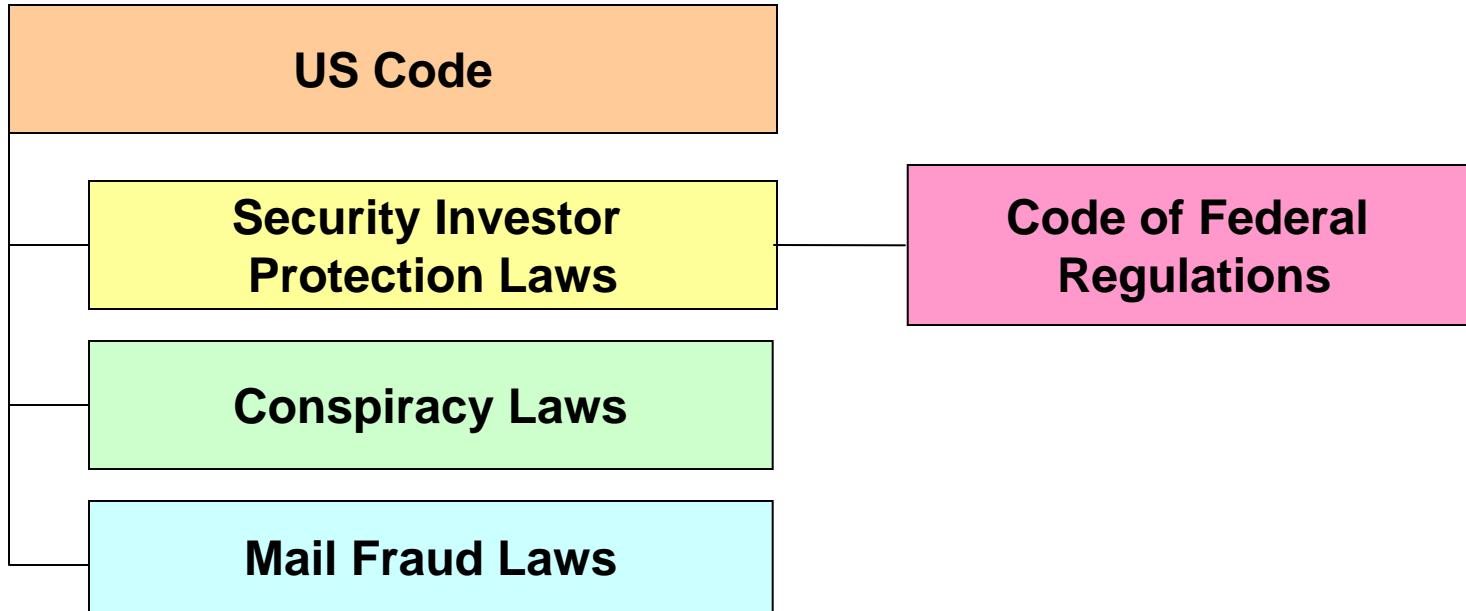 US Code
Security Investor
Protection Laws
Code of Federal
Regulations
Conspiracy Laws
Mail Fraud Laws